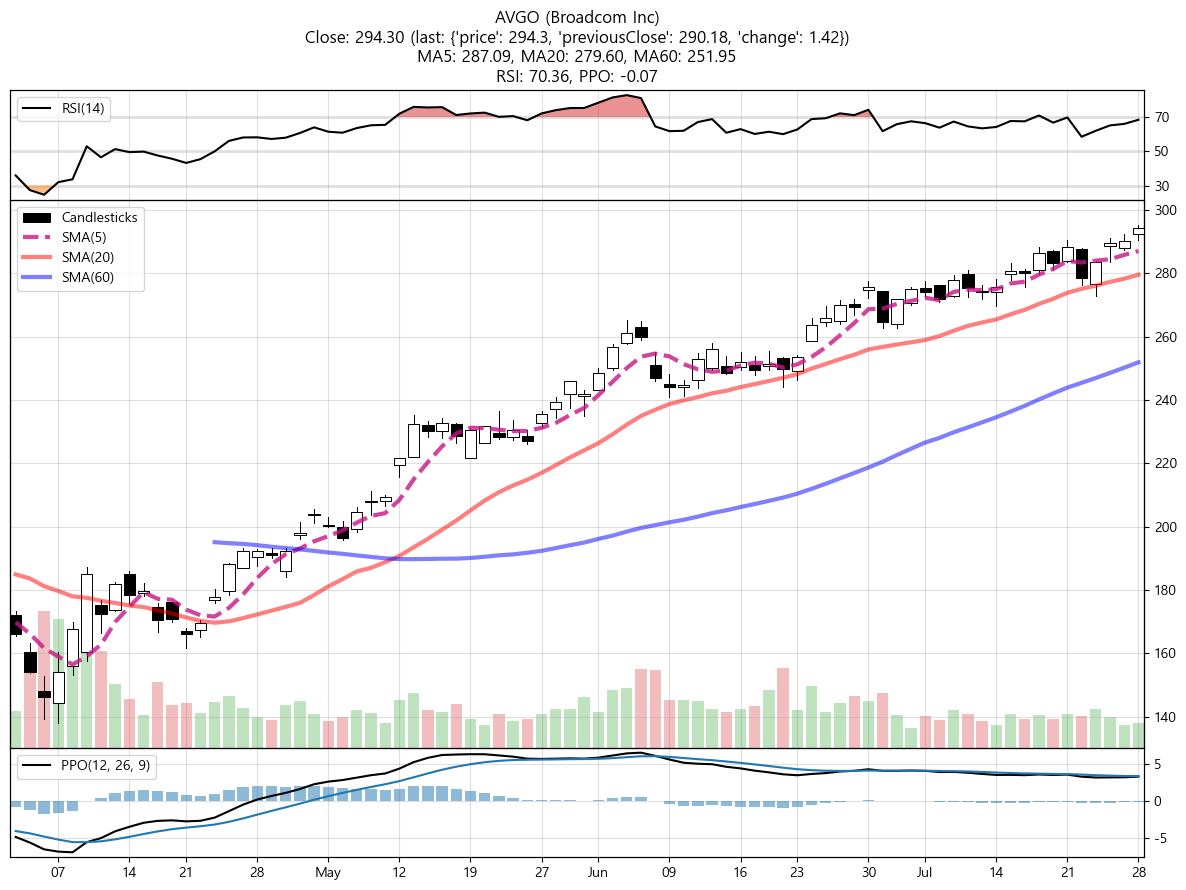 AVGO (Broadcom Inc)
Close: 294.30 (last: {'price': 294.3, 'previousClose': 290.18, 'change': 1.42})
MA5: 287.09, MA20: 279.60, MA60: 251.95
RSI: 70.36, PPO: -0.07
RSI(14)
70
50
30
Candlesticks
SMA(5)
SMA(20)
SMA(60)
300
280
260
240
220
200
180
160
140
PPO(12, 26, 9)
5
0
-5
07 14 21 28 May 12 19 27 Jun 09 16 23 30 Jul 14 21 28